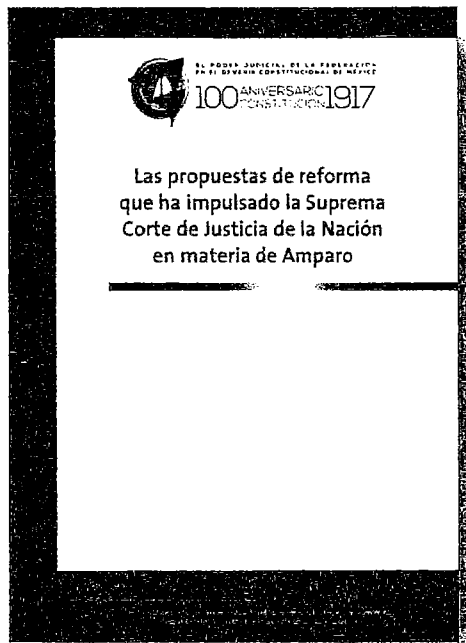 EL PODER JUDICIAL DE LA FEDERACIÓN
EN EL DEVENIR CONSTITUCIONAL DE MÉXICO
100 ANIVERSARIO CONSTITUCIÓN 1917
Las propuestas de reforma
que ha impulsado la Suprema
Corte de Justicia de la Nación
en materia de Amparo